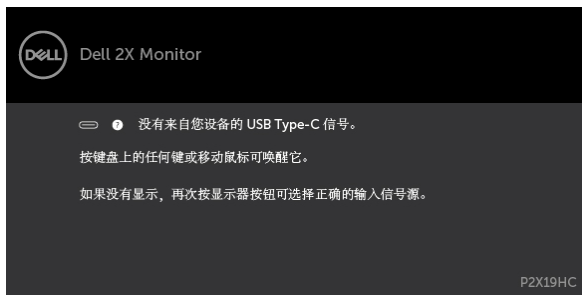 DELL Dell 2X Monitor
? 没有来自您设备的 USB Type-C 信号。
按键盘上的任何键或移动鼠标可唤醒它。
如果没有显示，再次按显示器按钮可选择正确的输入信号源。
P2X19HC